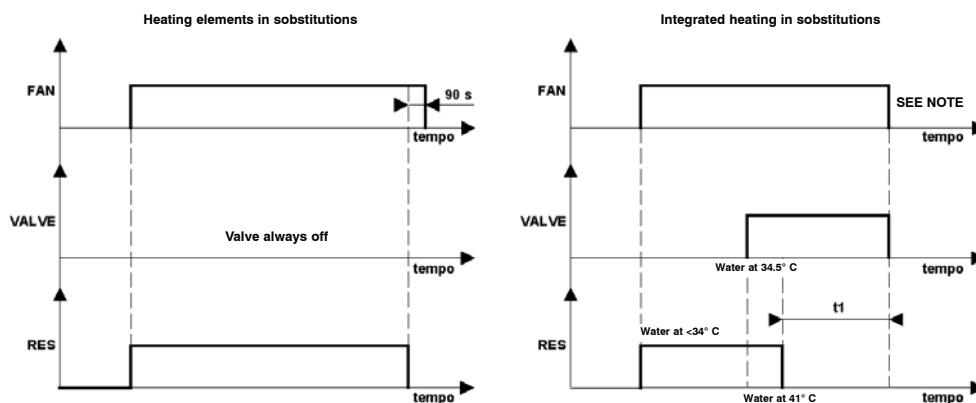 Heating elements in sobstitutions
FAN
90 s
tempo
VALVE
Valve always off
tempo
RES
tempo
Integrated heating in sobstitutions
FAN
SEE NOTE
tempo
VALVE
Water at 34.5° C
tempo
t1
Water at <34° C
RES
Water at 41° C
tempo